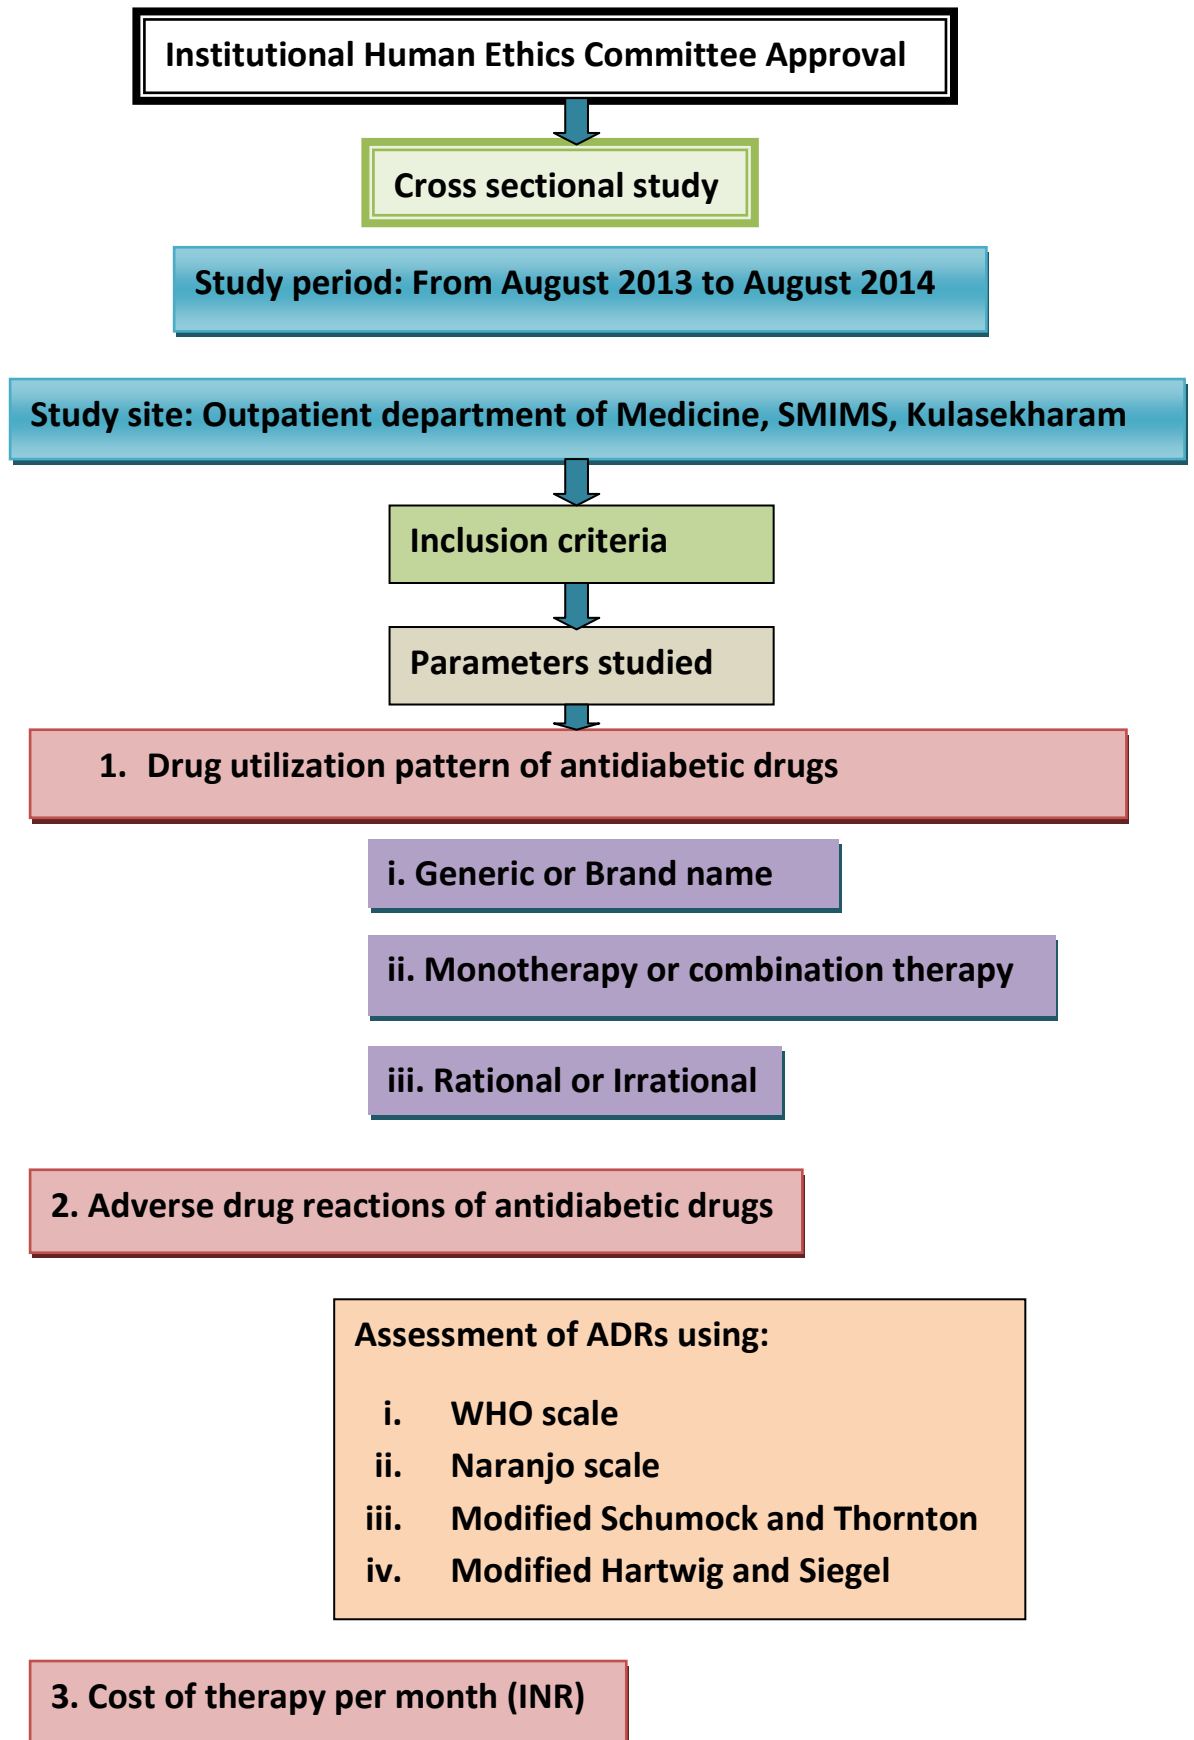 Institutional Human Ethics Committee Approval
Cross sectional study
Study period: From August 2013 to August 2014
Study site: Outpatient department of Medicine, SMIMS, Kulasekharam
Inclusion criteria
Parameters studied
1. Drug utilization pattern of antidiabetic drugs
i. Generic or Brand name
ii. Monotherapy or combination therapy
iii. Rational or Irrational
2. Adverse drug reactions of antidiabetic drugs
Assessment of ADRs using:
i. WHO scale
ii. Naranjo scale
iii. Modified Schumock and Thornton
iv. Modified Hartwig and Siegel
3. Cost of therapy per month (INR)